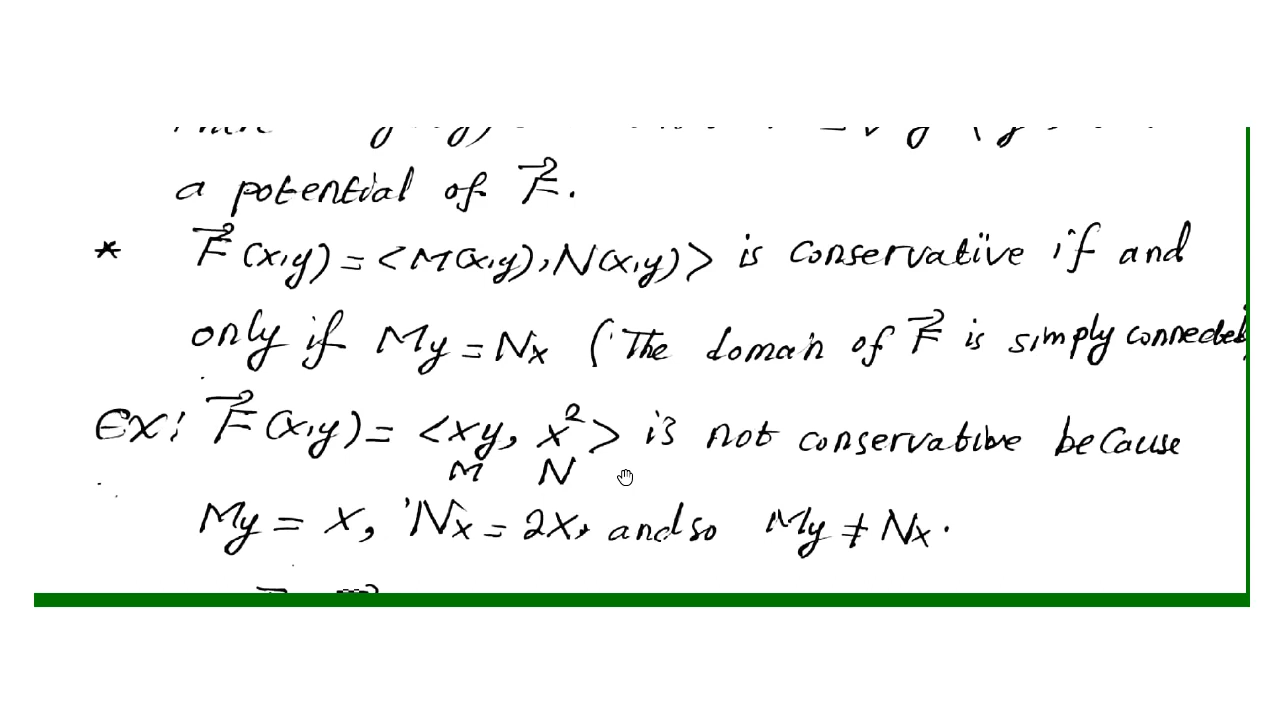 a potential of F⃗.
* F⃗(x,y) = <M(x,y), N(x,y)> is conservative if and
only if My = Nx (The domain of F⃗ is simply connected)
EX: F⃗(x,y) = <xy, x²> is not conservative because
M N
My = x, Nx = 2x, and so My ≠ Nx.